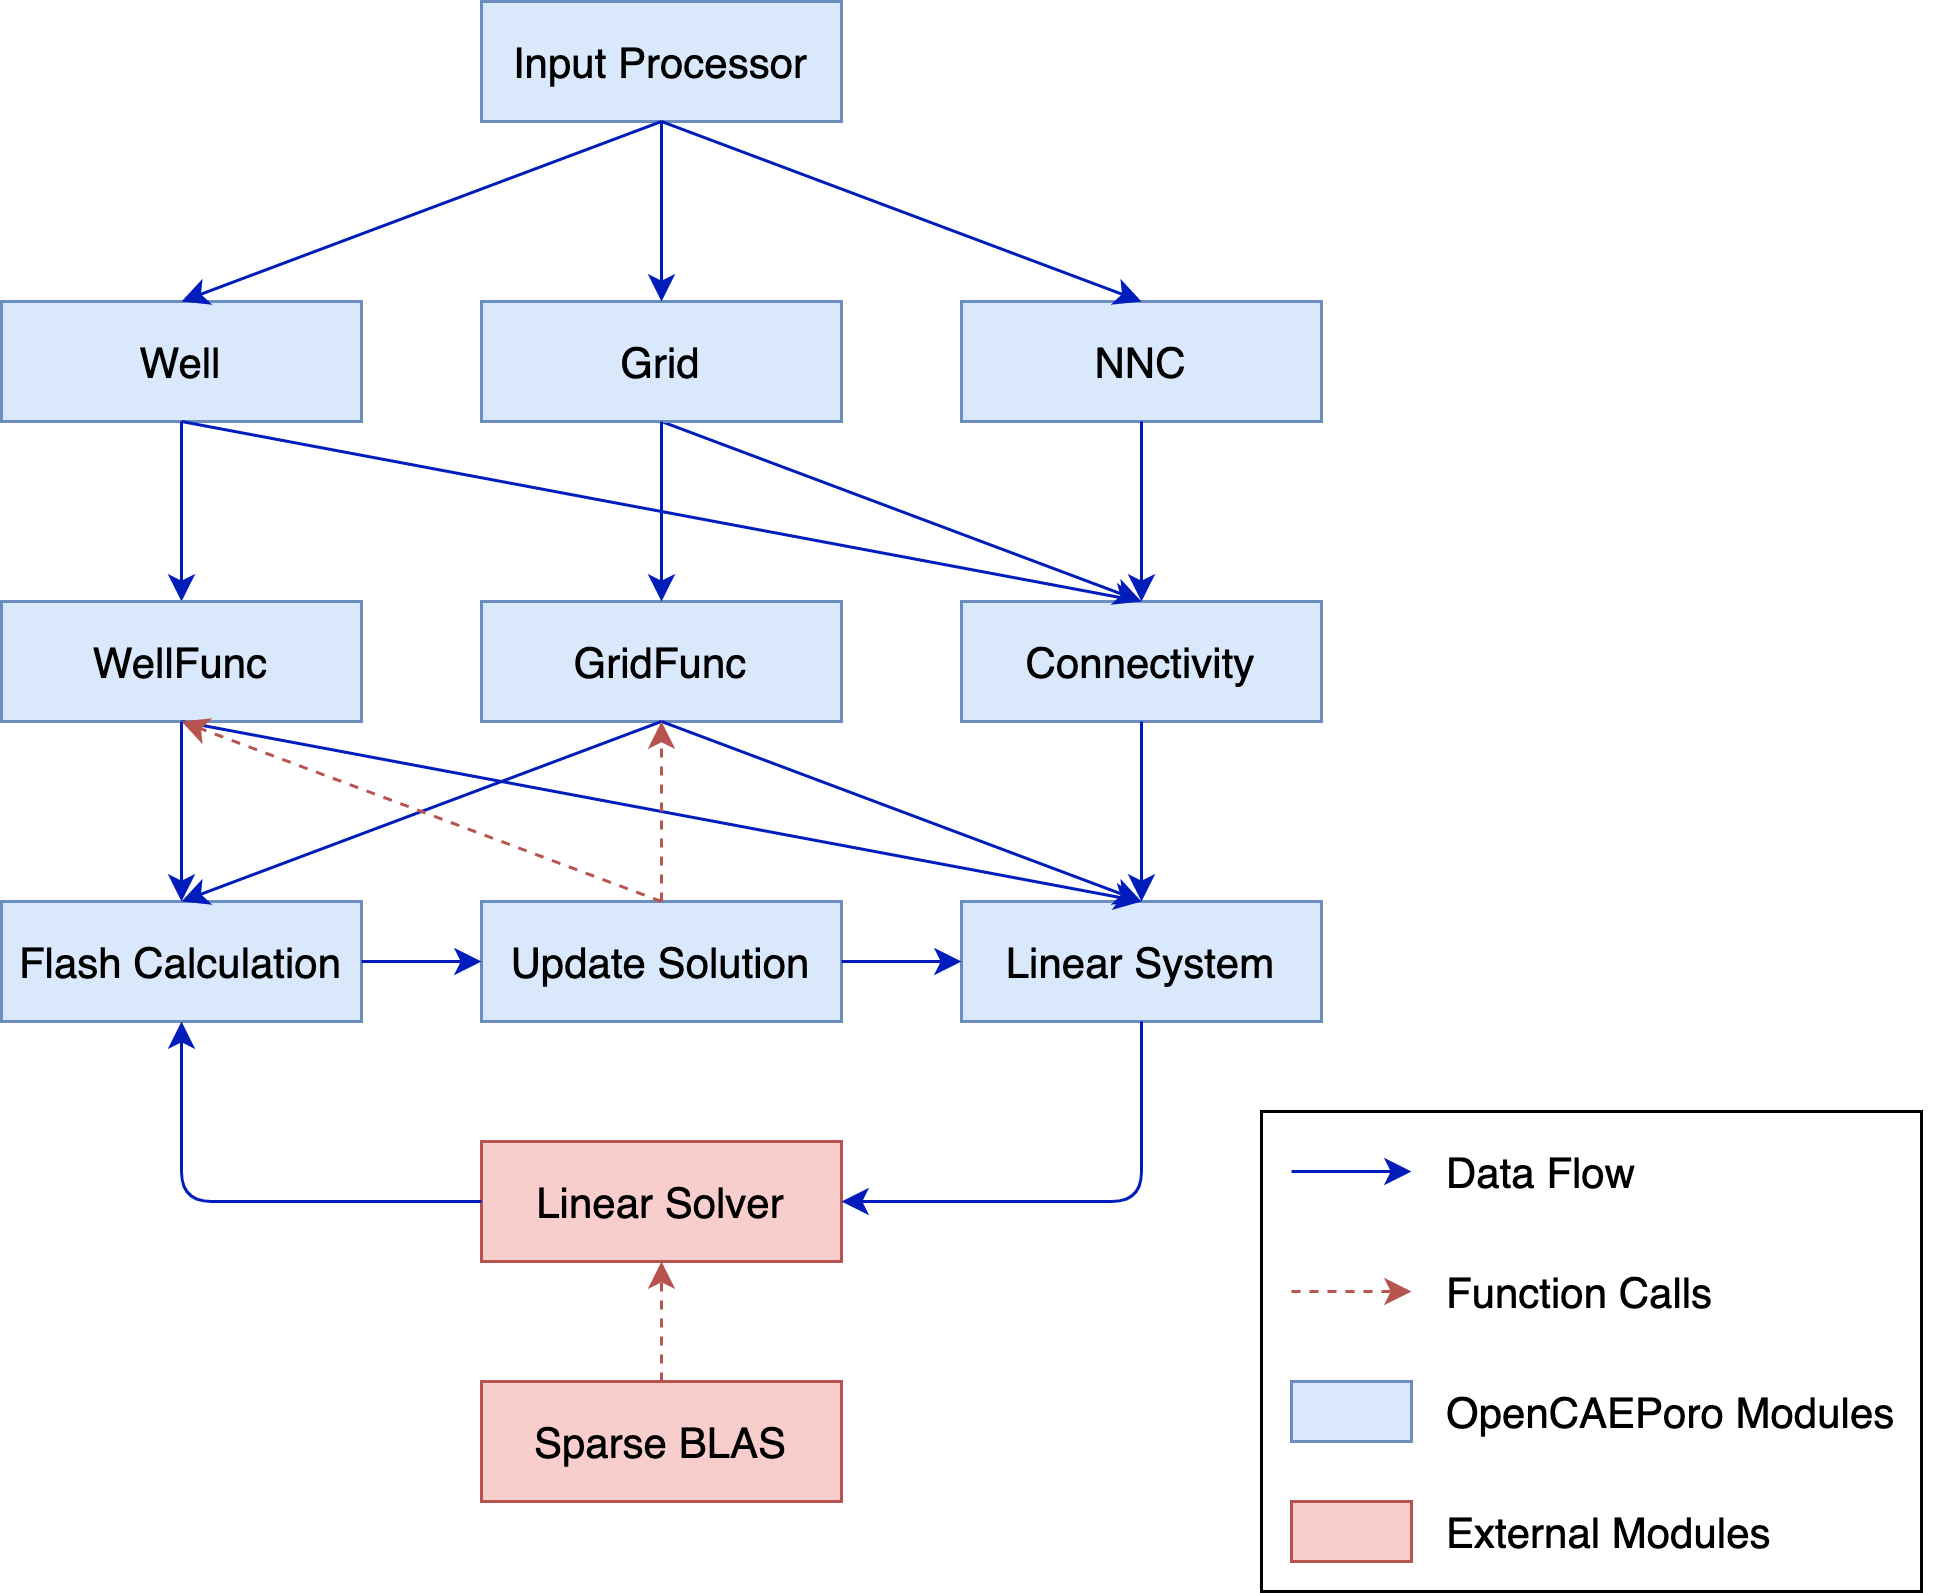 Input Processor
Well
Grid
NNC
WellFunc
GridFunc
Connectivity
Flash Calculation
Update Solution
Linear System
Linear Solver
Sparse BLAS
Data Flow
Function Calls
OpenCAEPoro Modules
External Modules